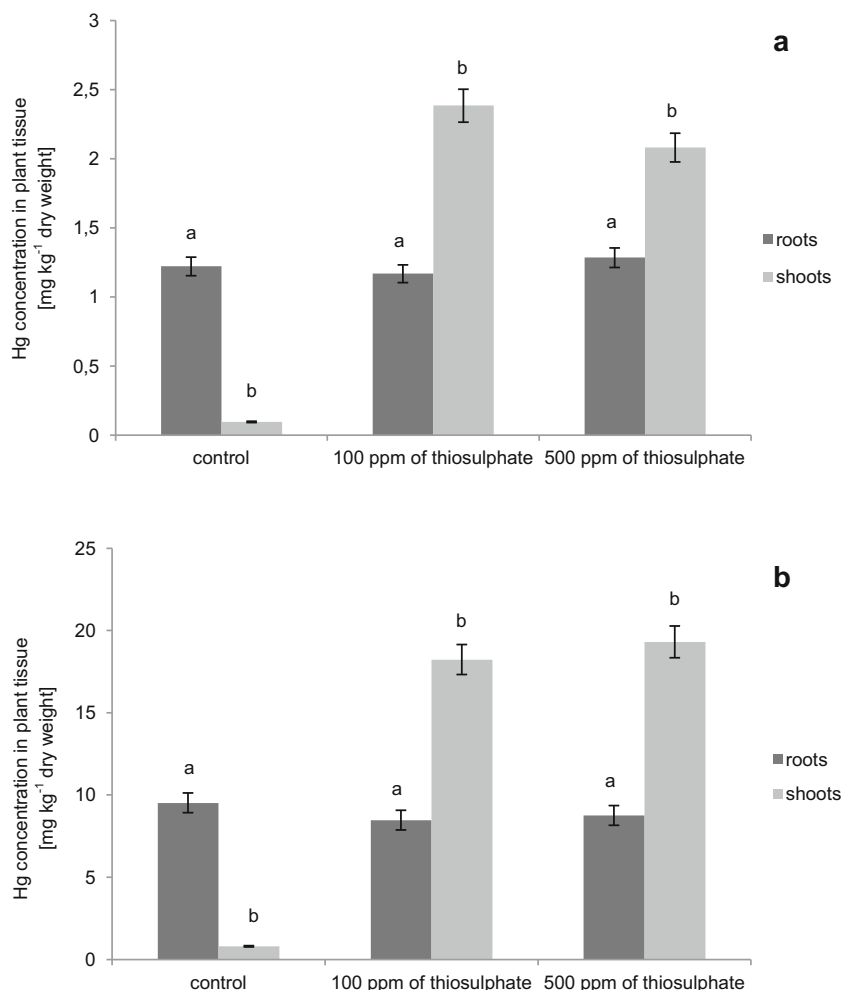 a
Hg concentration in plant tissue
[mg kg⁻¹ dry weight]
3
2,5
2
1,5
1
0,5
0
a
b
a
b
a
b
control
100 ppm of thiosulphate
500 ppm of thiosulphate
roots
shoots
b
Hg concentration in plant tissue
[mg kg⁻¹ dry weight]
25
20
15
10
5
0
a
b
a
b
a
b
control
100 ppm of thiosulphate
500 ppm of thiosulphate
roots
shoots